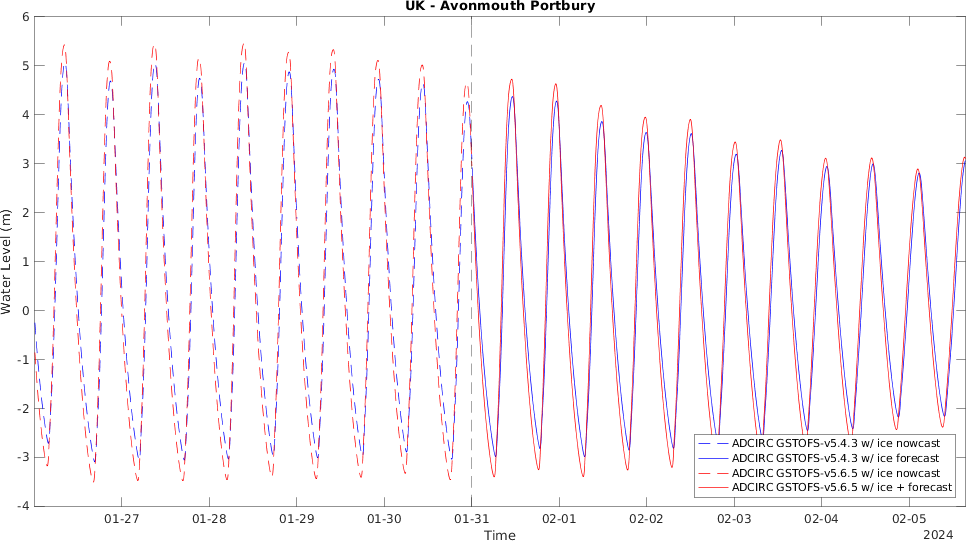 UK - Avonmouth Portbury
6
5
4
3
2
1
0
-1
-2
-3
-4
Water Level (m)
ADCIRC GSTOFS-v5.4.3 w/ ice nowcast
ADCIRC GSTOFS-v5.4.3 w/ ice forecast
ADCIRC GSTOFS-v5.6.5 w/ ice nowcast
ADCIRC GSTOFS-v5.6.5 w/ ice + forecast
01-27 01-28 01-29 01-30 01-31 02-01 02-02 02-03 02-04 02-05
Time
2024